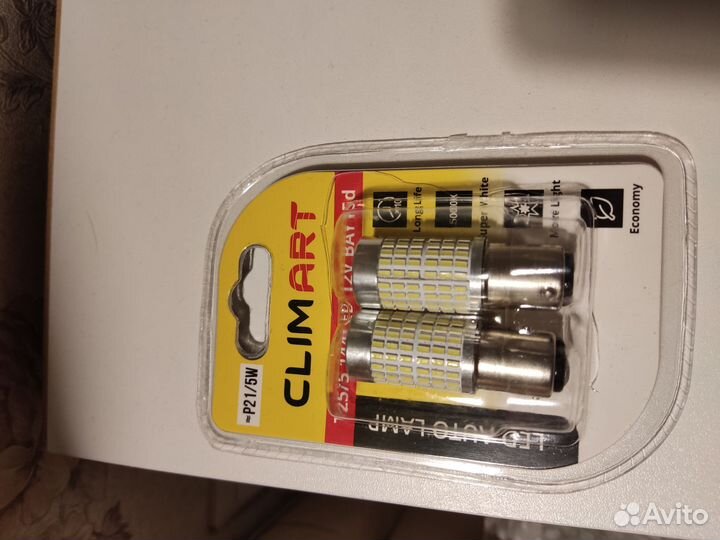 CLIMART
≈P21/5W
12V BAY15d
LED AUTO LAMP
Long Life
5000K
Super White
More Light
Economy
Avito